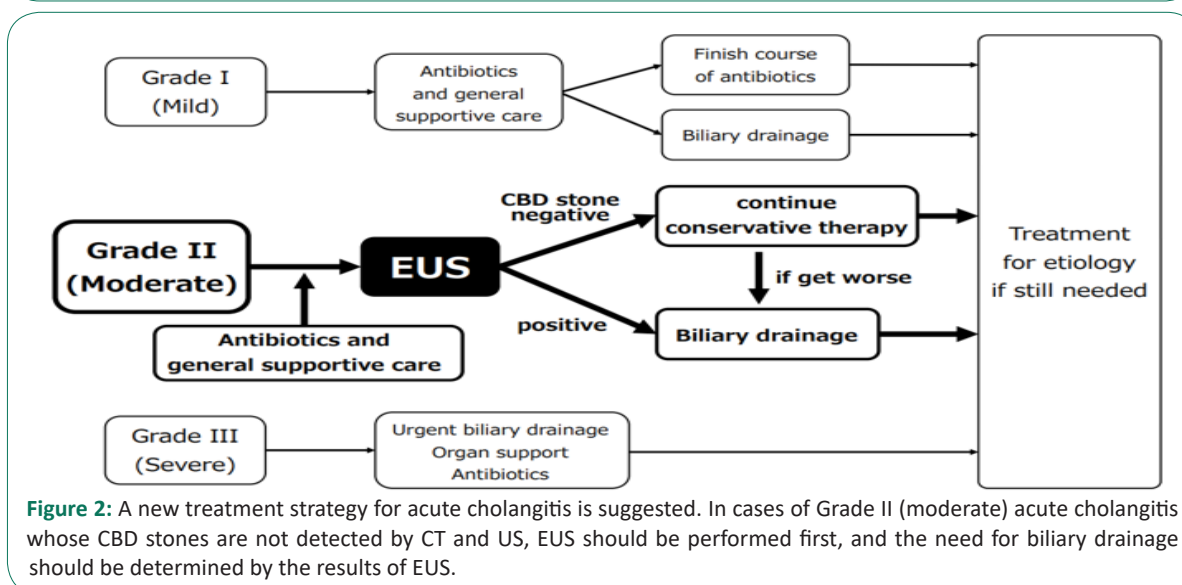 Grade I
(Mild)
Antibiotics
and general
supportive care
Finish course
of antibiotics
Biliary drainage
Grade II
(Moderate)
Antibiotics and
general supportive care
EUS
CBD stone
negative
positive
continue
conservative therapy
if get worse
Biliary drainage
Grade III
(Severe)
Urgent biliary drainage
Organ support
Antibiotics
Treatment
for etiology
if still needed
Figure 2: A new treatment strategy for acute cholangitis is suggested. In cases of Grade II (moderate) acute cholangitis
whose CBD stones are not detected by CT and US, EUS should be performed first, and the need for biliary drainage
should be determined by the results of EUS.